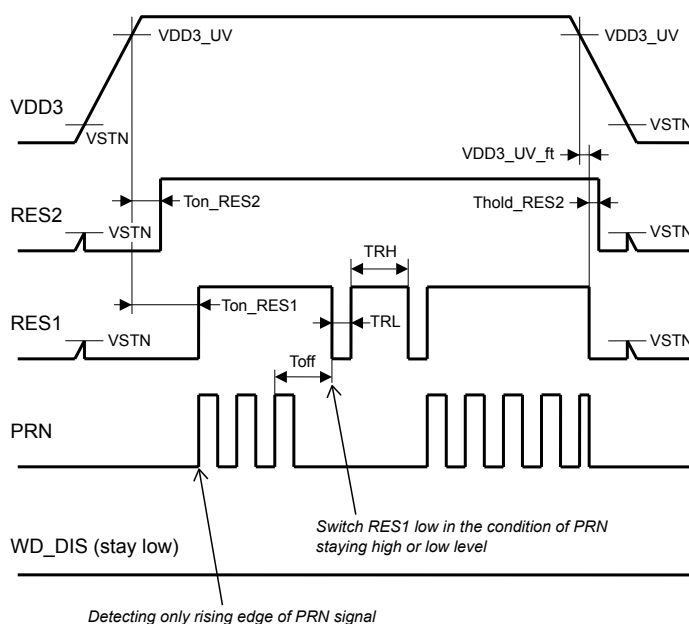 VDD3_UV
VDD3_UV
VDD3
VSTN
VSTN
VDD3_UV_ft
Ton_RES2
Thold_RES2
RES2
VSTN
VSTN
TRH
RES1
Ton_RES1
TRL
VSTN
VSTN
Toff
PRN
Switch RES1 low in the condition of PRN
staying high or low level
WD_DIS (stay low)
Detecting only rising edge of PRN signal